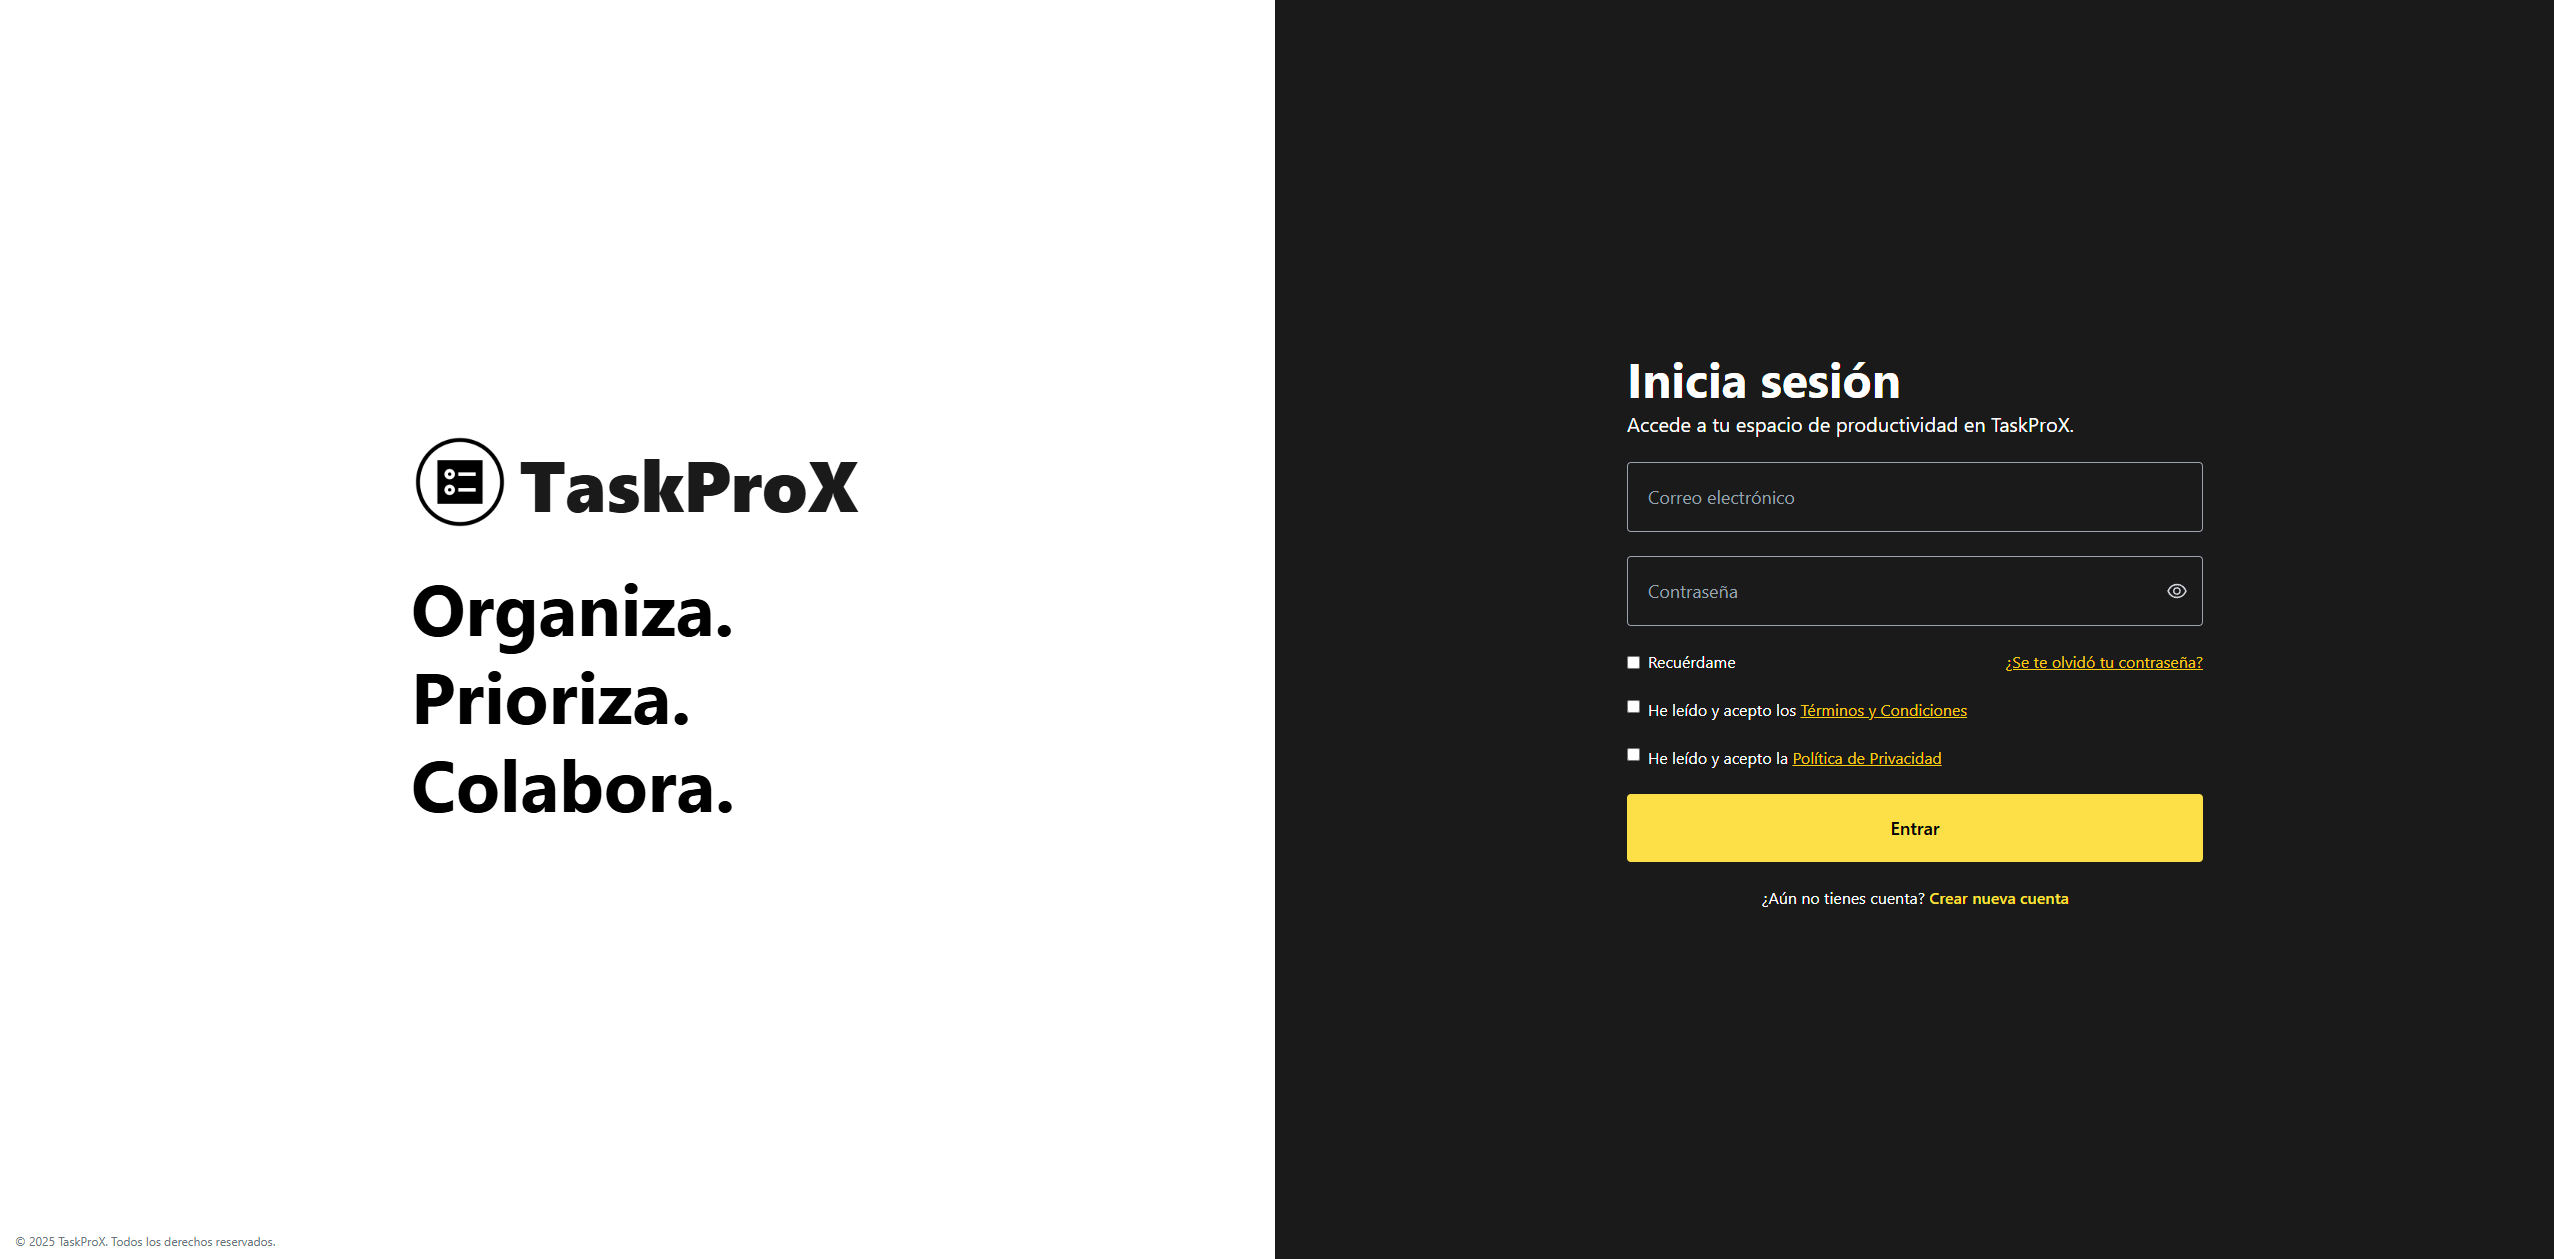 TaskProX
Organiza.
Prioriza.
Colabora.
© 2025 TaskProX. Todos los derechos reservados.
Inicia sesión
Accede a tu espacio de productividad en TaskProX.
Correo electrónico
Contraseña
Recuérdame
¿Se te olvidó tu contraseña?
He leído y acepto los Términos y Condiciones
He leído y acepto la Política de Privacidad
Entrar
¿Aún no tienes cuenta? Crear nueva cuenta